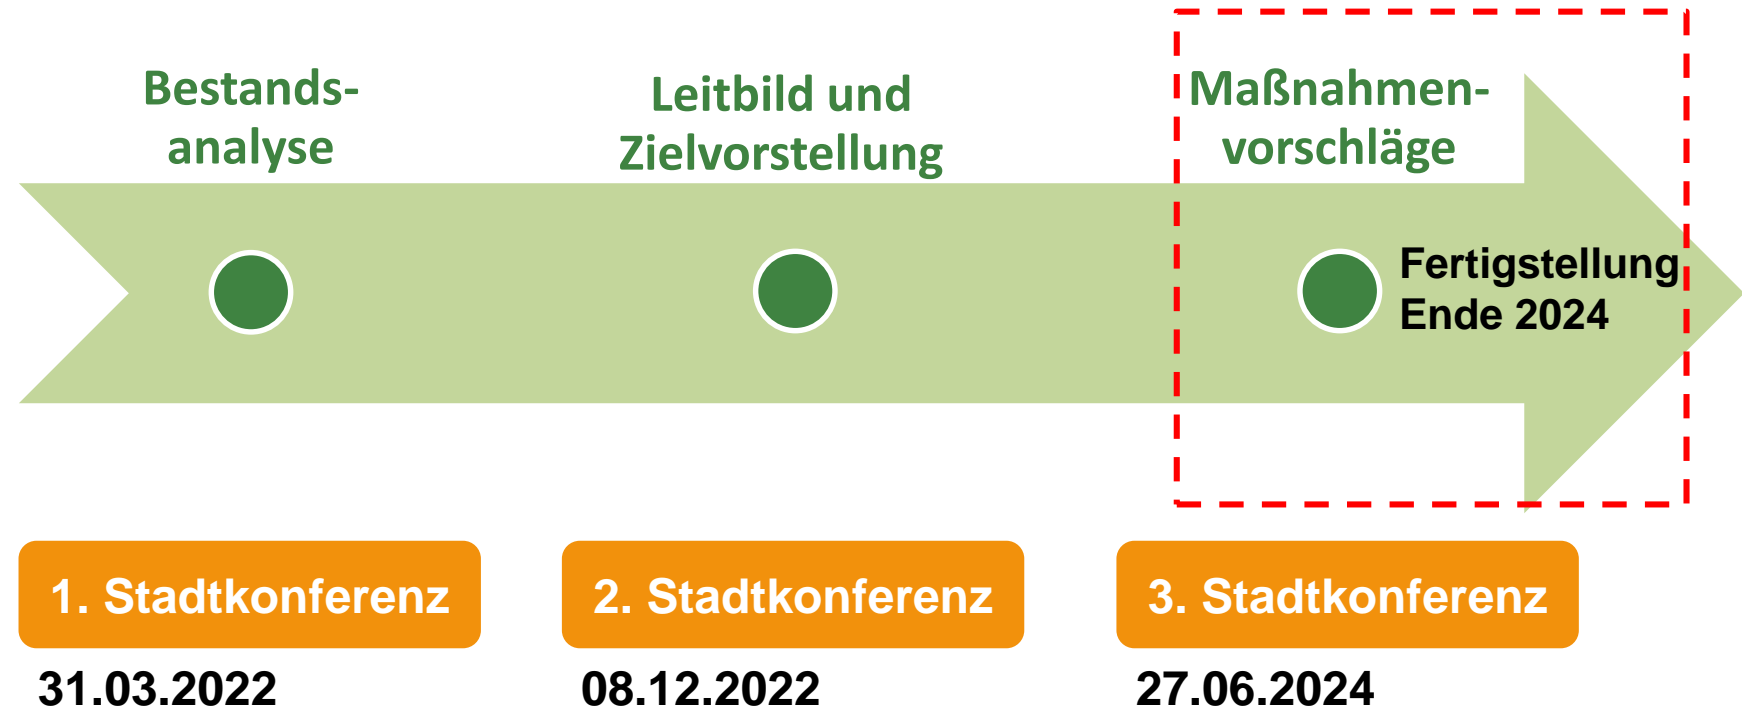 Bestands-
analyse
Leitbild und
Zielvorstellung
Maßnahmen-
vorschläge
Fertigstellung
Ende 2024
1. Stadtkonferenz
31.03.2022
2. Stadtkonferenz
08.12.2022
3. Stadtkonferenz
27.06.2024